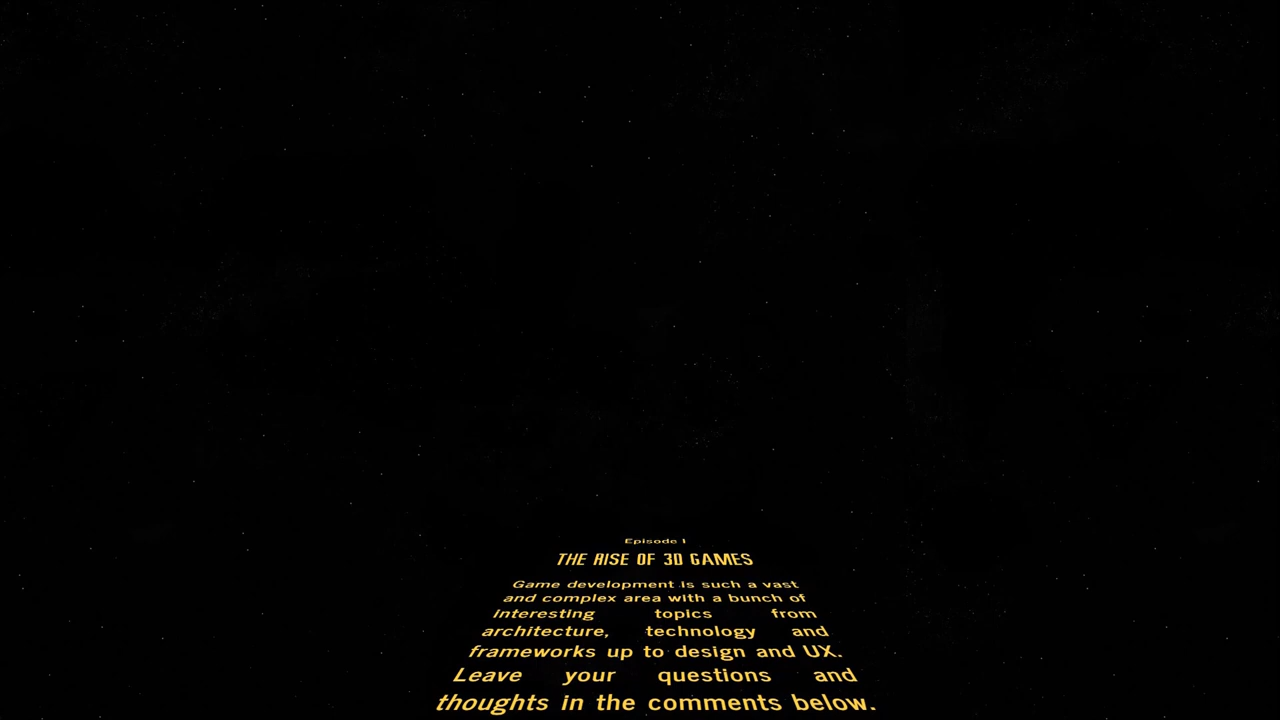 Episode I
THE RISE OF 3D GAMES
Game development is such a vast
and complex area with a bunch of
interesting topics from
architecture, technology and
frameworks up to design and UX.
Leave your questions and
thoughts in the comments below.